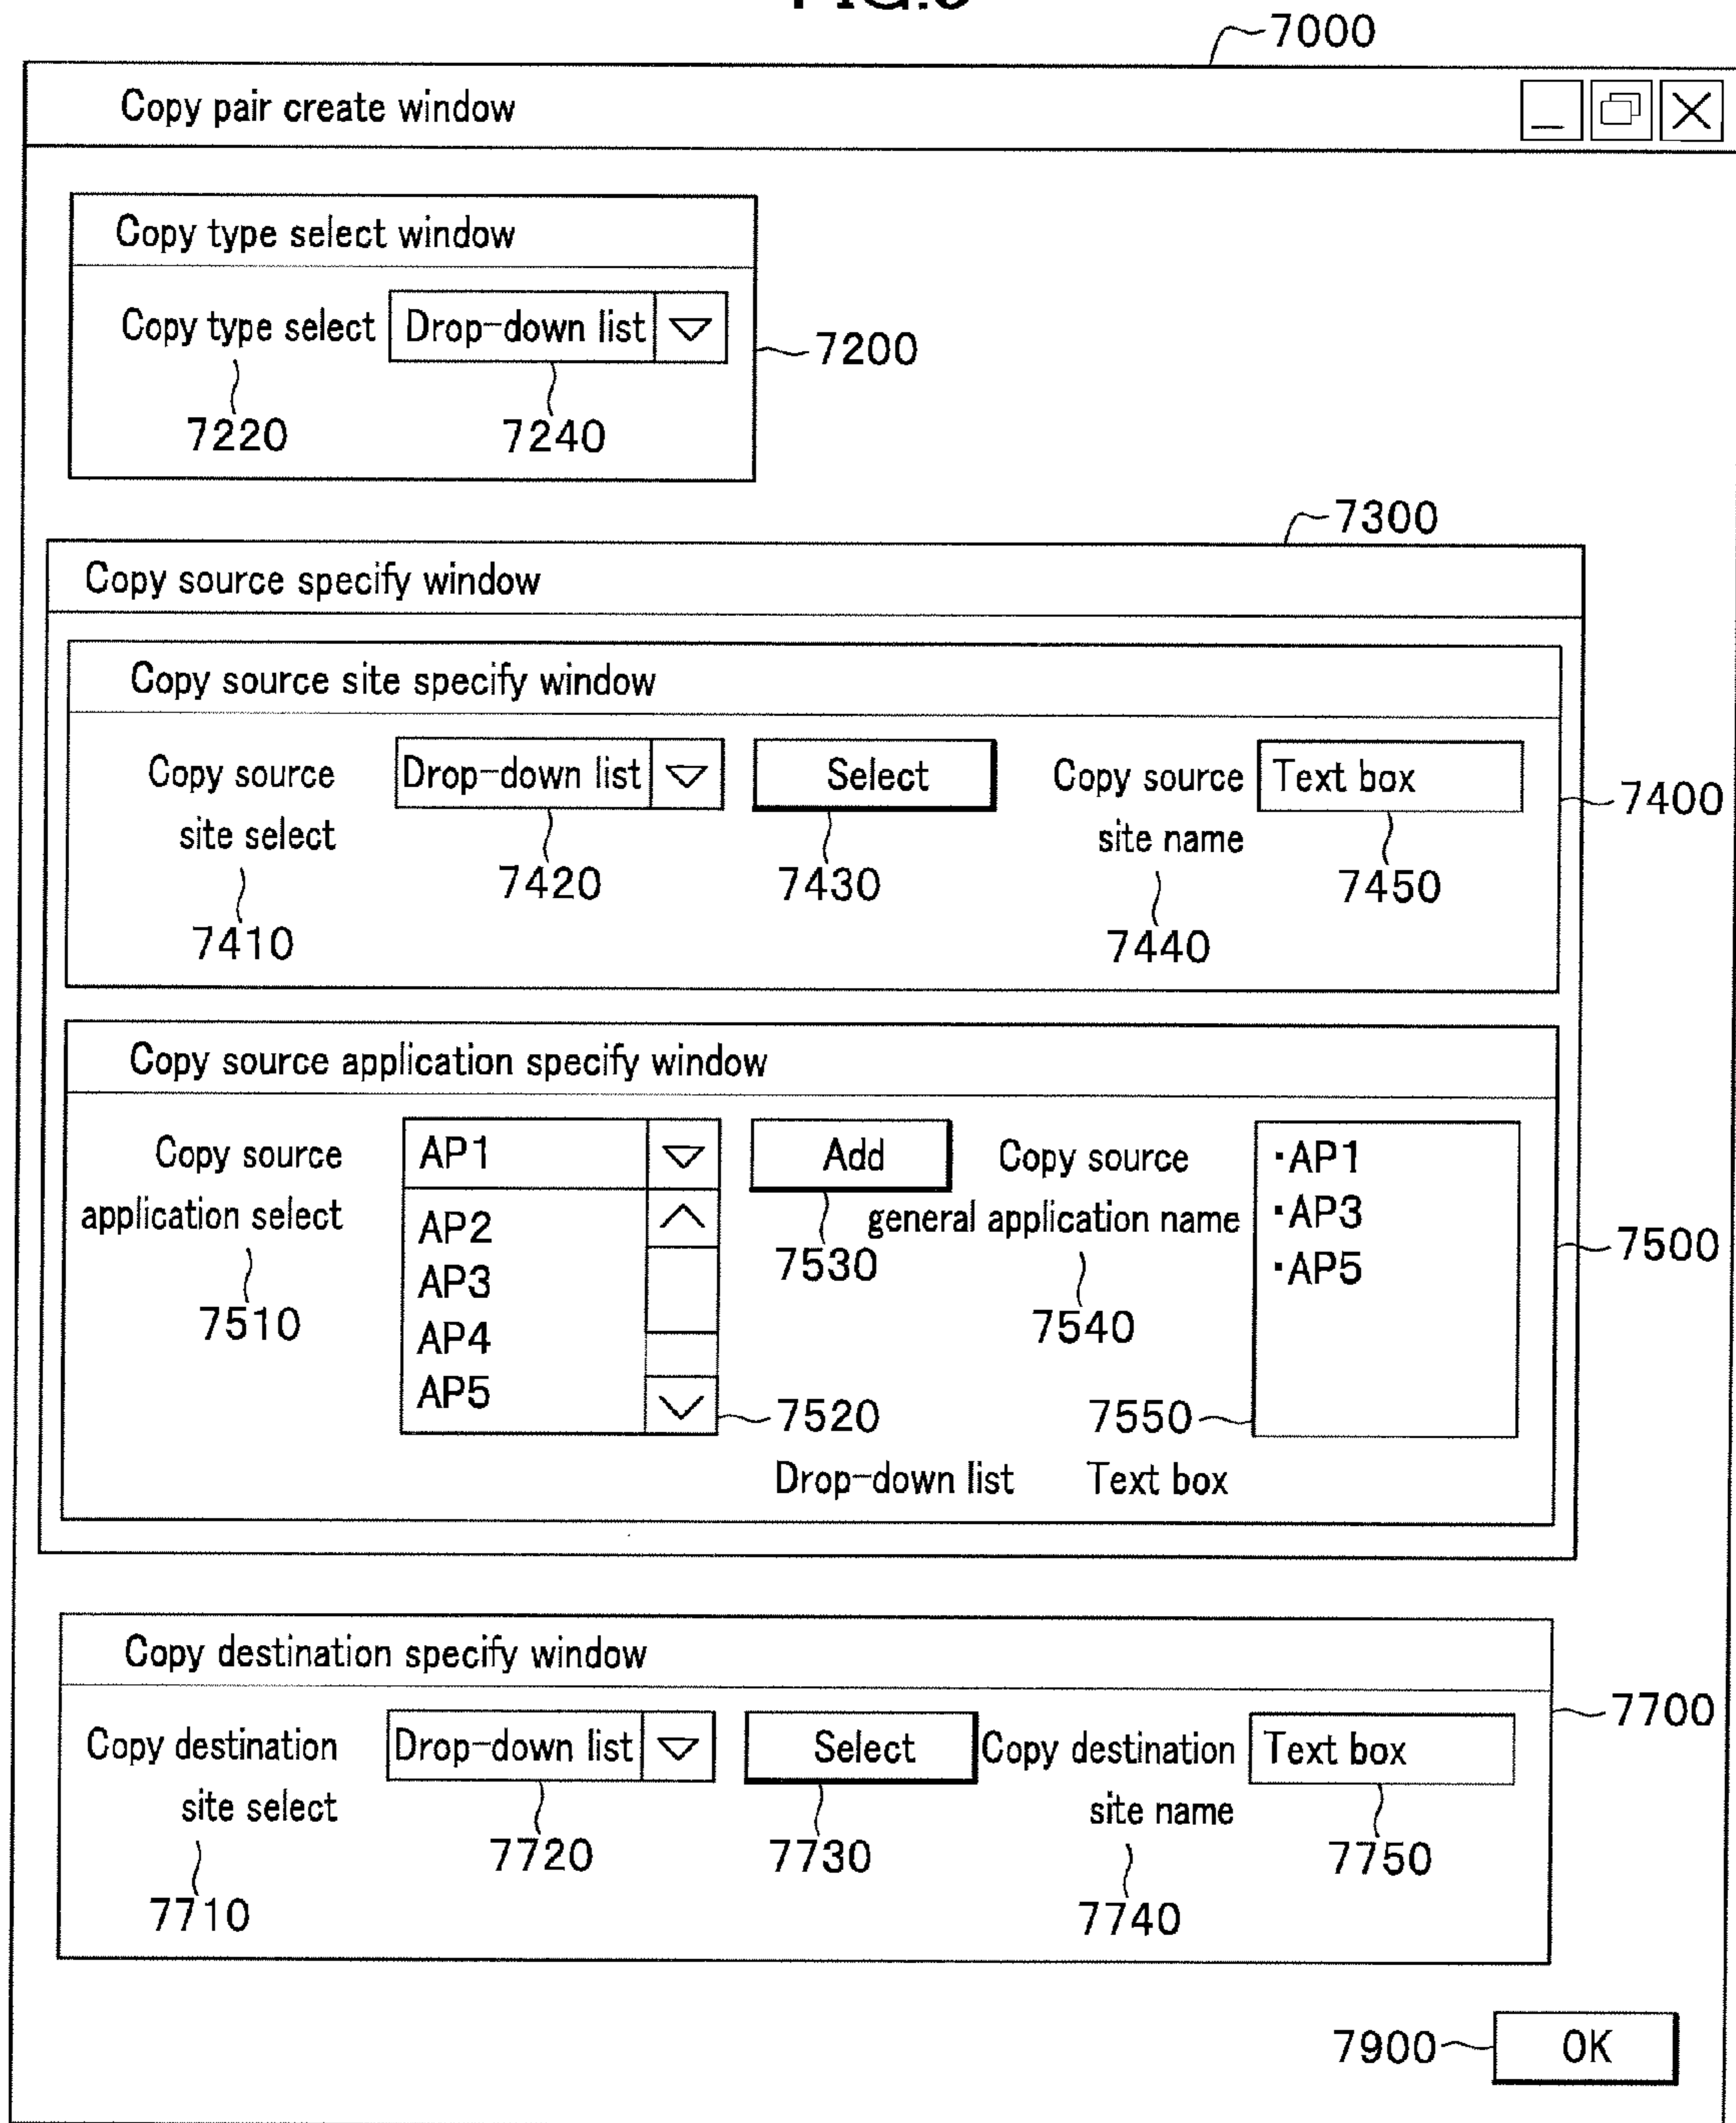 7000
Copy pair create window
Copy type select window
Copy type select Drop-down list
7200
7220 7240
7300
Copy source specify window
Copy source site specify window
Copy source Drop-down list Select Copy source Text box
7400
site select site name
7420 7430 7450
7410 7440
Copy source application specify window
Copy source AP1 Add Copy source ·AP1
application select AP2 general application name ·AP3
7500
AP3 7530 ·AP5
7510 AP4 7540
AP5
7520 7550
Drop-down list Text box
Copy destination specify window
7700
Copy destination Drop-down list Select Copy destination Text box
site select site name
7720 7730 7750
7710 7740
7900 OK